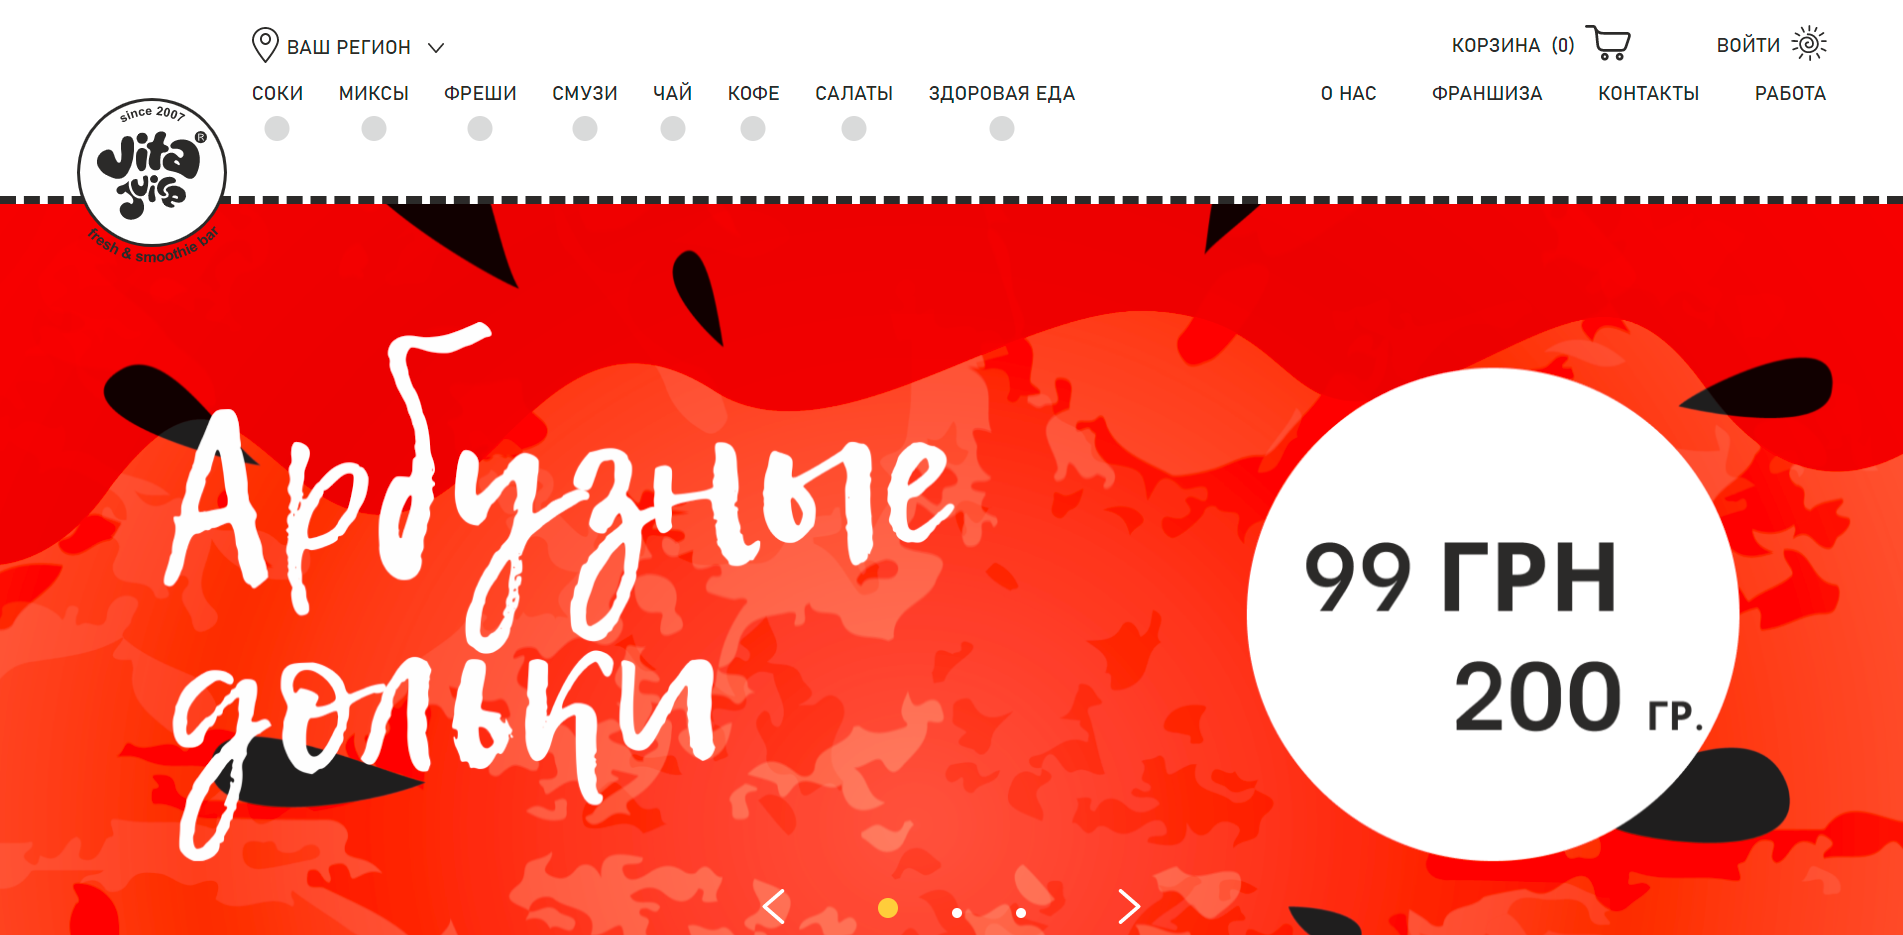 ВАШ РЕГИОН
КОРЗИНА (0)
ВОЙТИ
СОКИ МИКСЫ ФРЕШИ СМУЗИ ЧАЙ КОФЕ САЛАТЫ ЗДОРОВАЯ ЕДА
О НАС ФРАНШИЗА КОНТАКТЫ РАБОТА
since 2007
vita®
juice
fresh & smoothie bar
Арбузные
дольки
99 ГРН
200 ГР.